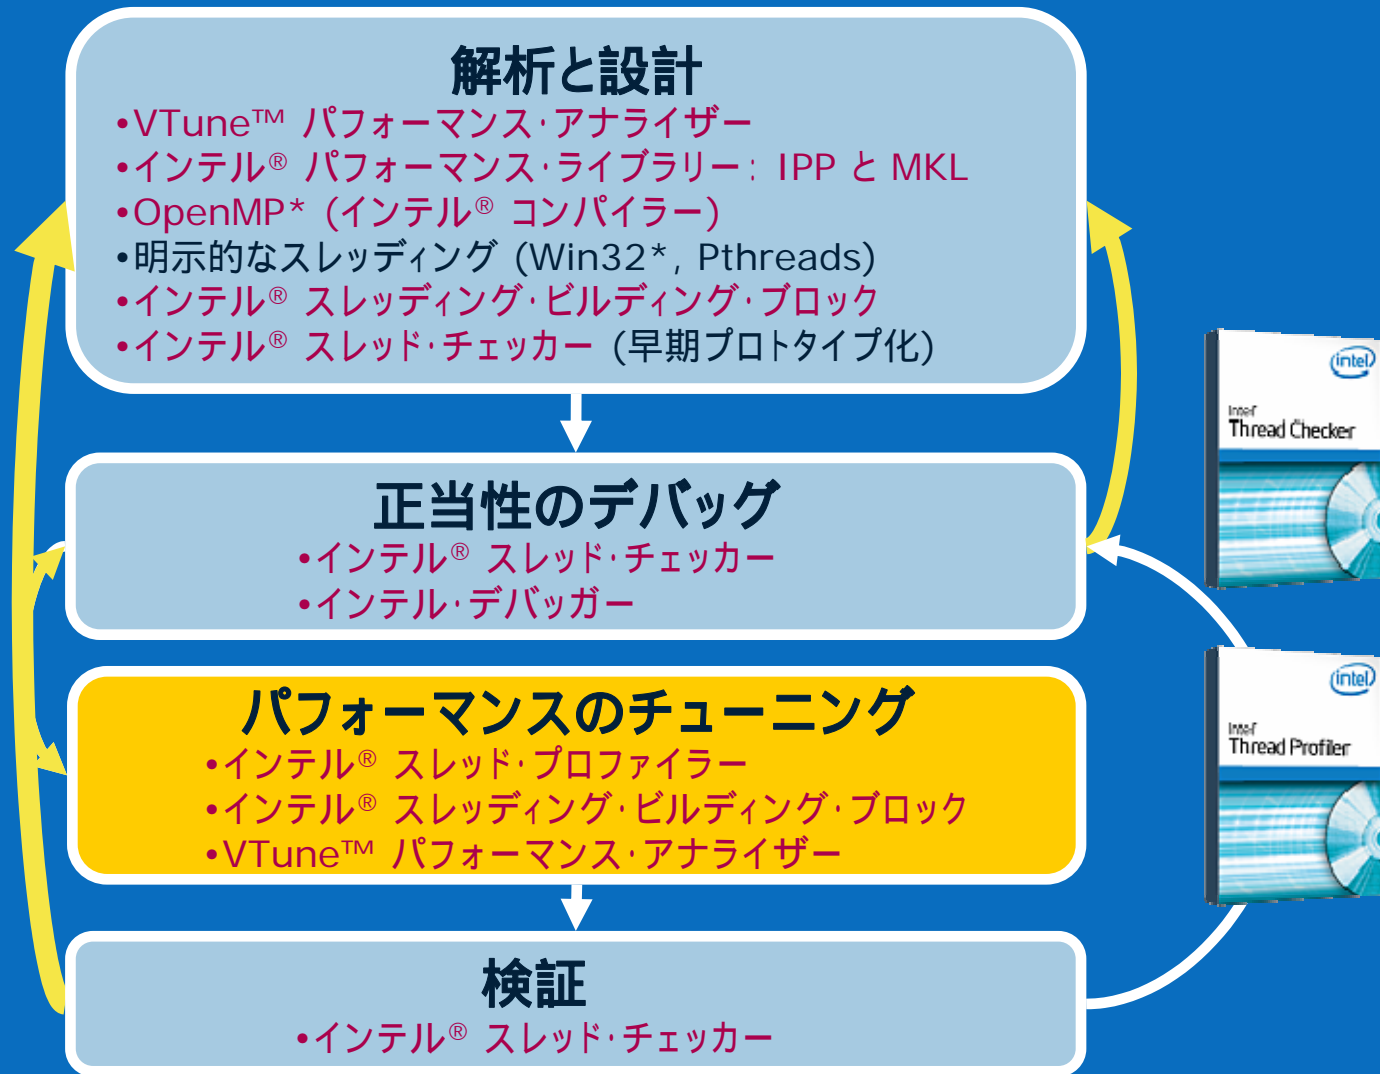 解析と設計
•VTune™ パフォーマンス・アナライザー
•インテル® パフォーマンス・ライブラリー: IPP と MKL
•OpenMP* (インテル® コンパイラー)
•明示的なスレッディング (Win32*, Pthreads)
•インテル® スレッディング・ビルディング・ブロック
•インテル® スレッド・チェッカー (早期プロトタイプ化)
intel
Intel®
Thread Checker
正当性のデバッグ
•インテル® スレッド・チェッカー
•インテル・デバッガー
intel
Intel®
Thread Profiler
パフォーマンスのチューニング
•インテル® スレッド・プロファイラー
•インテル® スレッディング・ビルディング・ブロック
•VTune™ パフォーマンス・アナライザー
検証
•インテル® スレッド・チェッカー